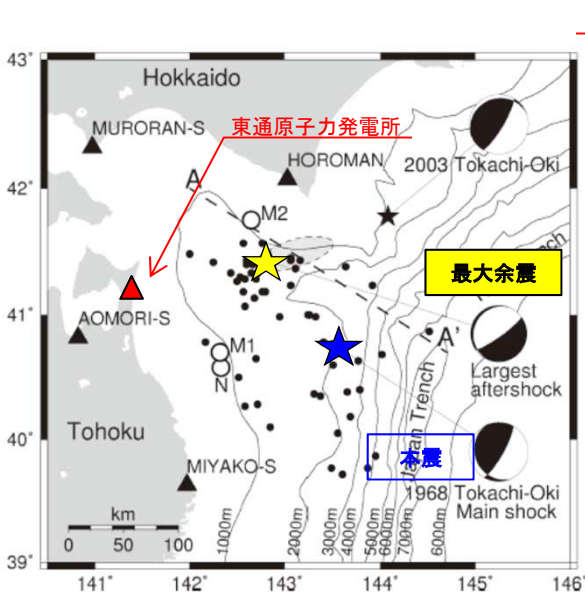 43°
Hokkaido
MURORAN-S
東通原子力発電所
HOROMAN
2003 Tokachi-Oki
42°
A
M2
最大余震
41°
AOMORI-S
M1
N
A'
Largest
aftershock
Tohoku
Japan Trench
40°
本震
MIYAKO-S
1968 Tokachi-Oki
Main shock
km
0 50 100
1000m
2000m
3000m
4000m
5000m
6000m
7000m
6000m
39°
141° 142° 143° 144° 145° 146°